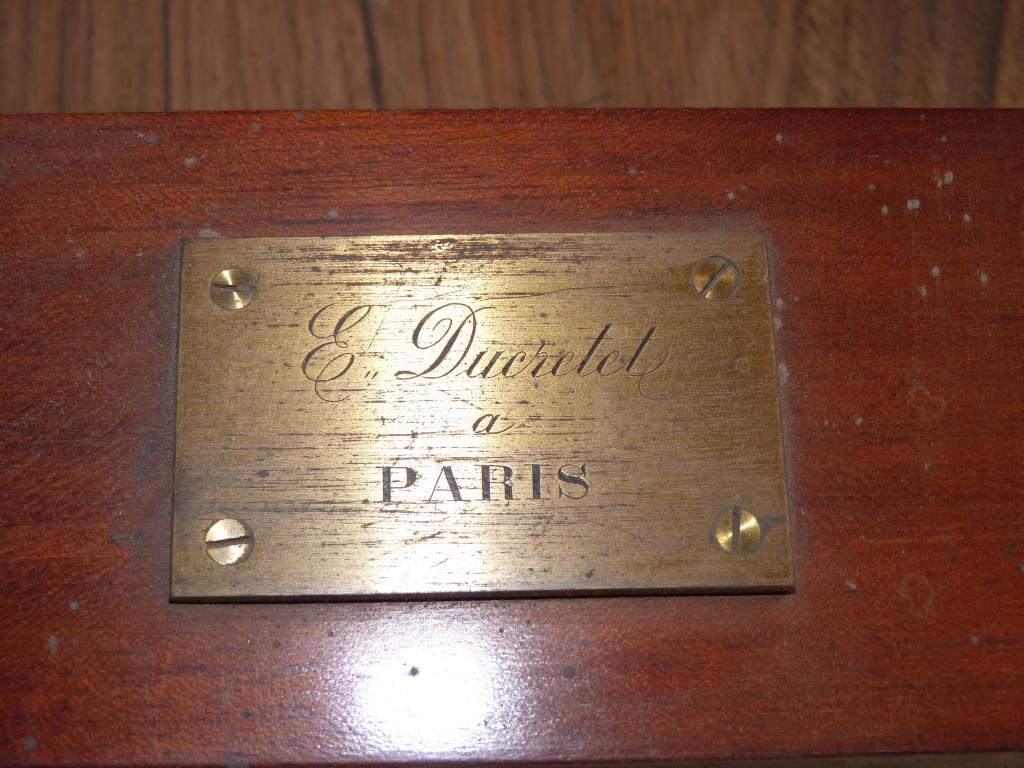 E,, Ducretet
a
PARIS